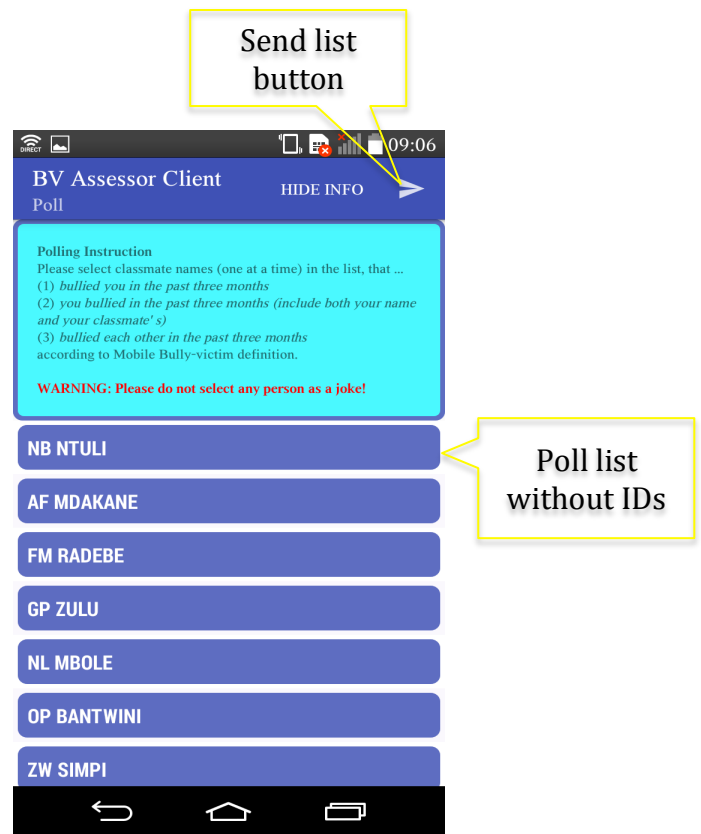 Send list
button
DIRECT
09:06
BV Assessor Client
HIDE INFO
Poll
Polling Instruction
Please select classmate names (one at a time) in the list, that ...
(1) bullied you in the past three months
(2) you bullied in the past three months (include both your name
and your classmate' s)
(3) bullied each other in the past three months
according to Mobile Bully-victim definition.
WARNING: Please do not select any person as a joke!
NB NTULI
Poll list
without IDs
AF MDAKANE
FM RADEBE
GP ZULU
NL MBOLE
OP BANTWINI
ZW SIMPI